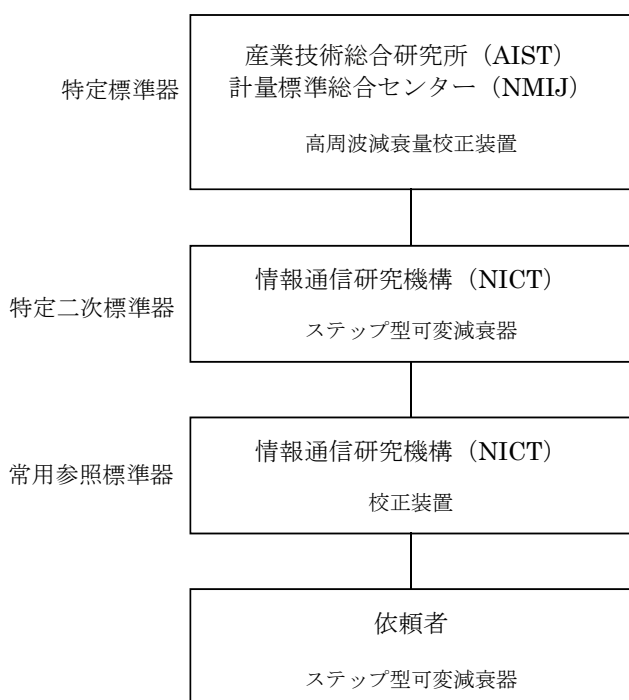 特定標準器
産業技術総合研究所（AIST）
計量標準総合センター（NMIJ）
高周波減衰量校正装置
特定二次標準器
情報通信研究機構（NICT）
ステップ型可変減衰器
常用参照標準器
情報通信研究機構（NICT）
校正装置
依頼者
ステップ型可変減衰器